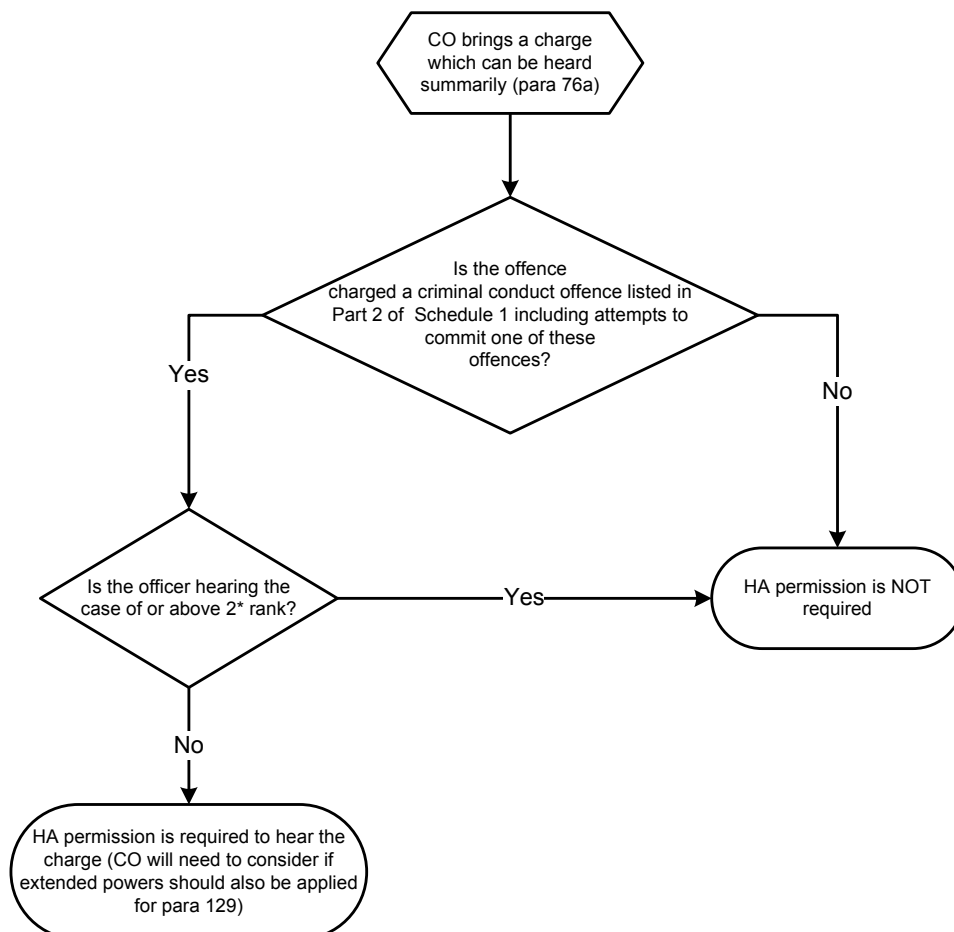 CO brings a charge
which can be heard
summarily (para 76a)
Is the offence
charged a criminal conduct offence listed in
Part 2 of Schedule 1 including attempts to
commit one of these
offences?
Yes
No
Is the officer hearing the
case of or above 2* rank?
Yes
HA permission is NOT
required
No
HA permission is required to hear the
charge (CO will need to consider if
extended powers should also be applied
for para 129)